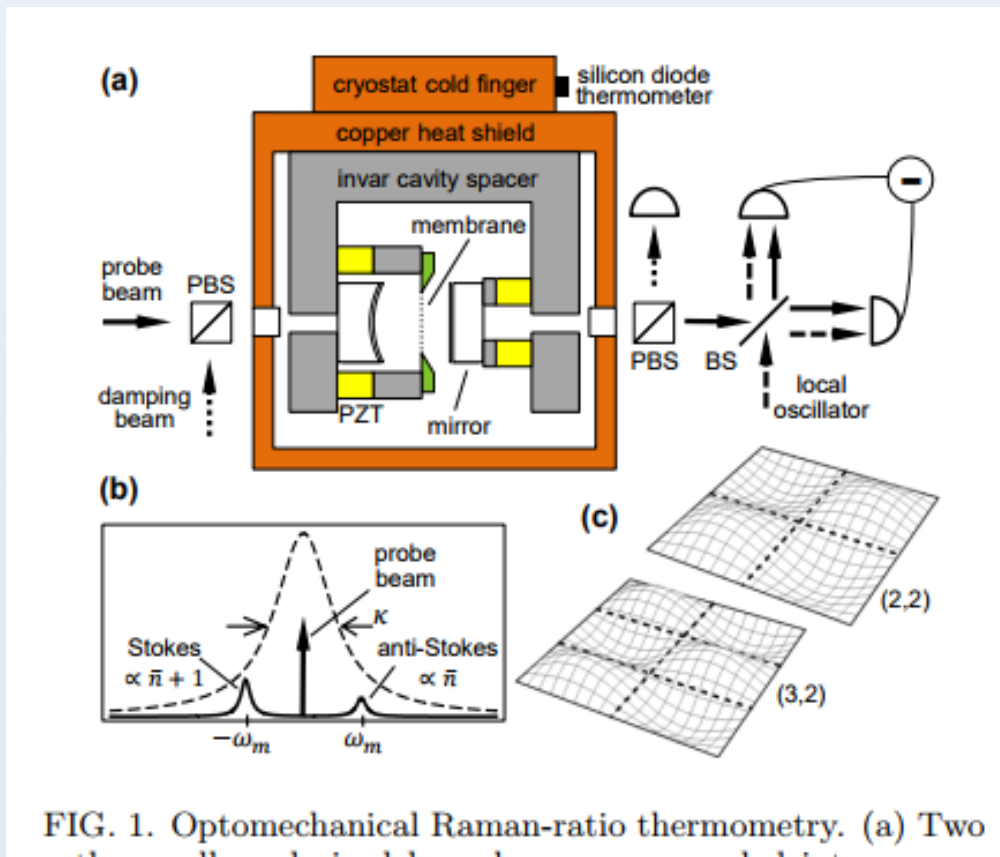 (a)
cryostat cold finger
silicon diode
thermometer
copper heat shield
invar cavity spacer
membrane
probe
beam
PBS
damping
beam
PZT
mirror
PBS
BS
local
oscillator
-
(b)
probe
beam
κ
Stokes
∝ n̄ + 1
anti-Stokes
∝ n̄
−ωₘ
ωₘ
(c)
(2,2)
(3,2)
FIG. 1. Optomechanical Raman-ratio thermometry. (a) Two